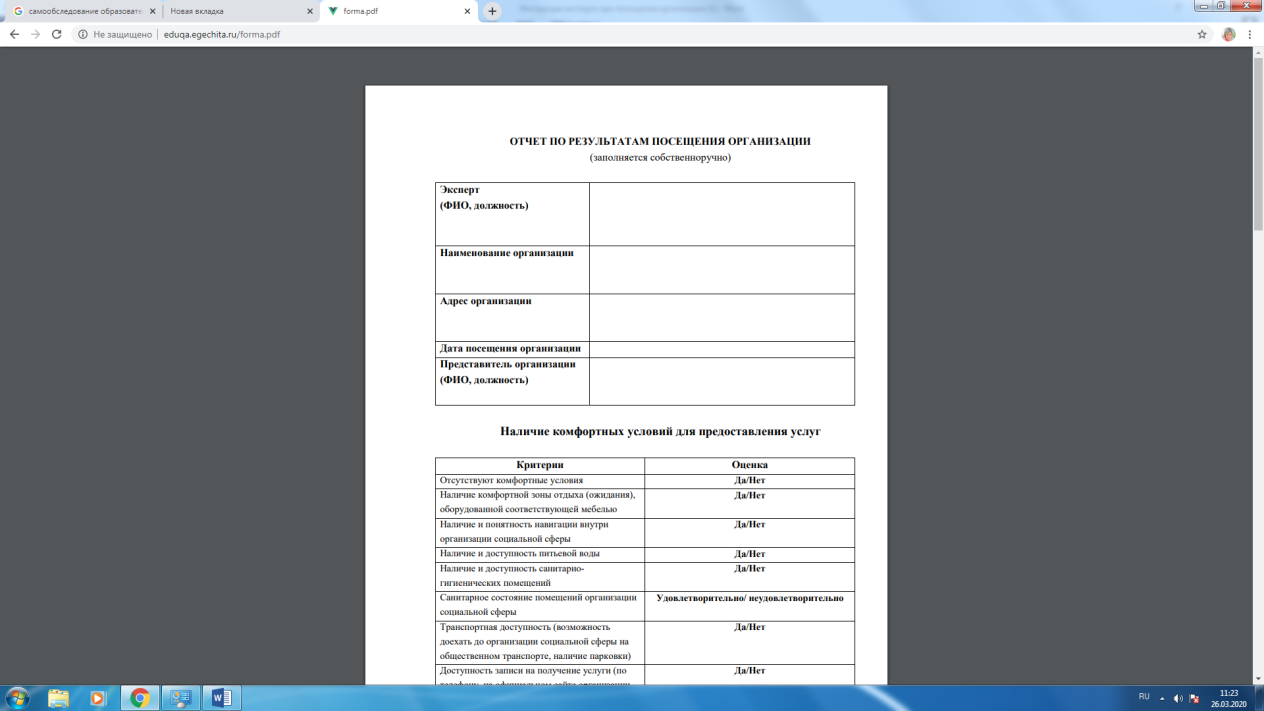 самообследование образовате
Новая вкладка
forma.pdf
Не защищено | eduqa.egechita.ru/forma.pdf
ОТЧЕТ ПО РЕЗУЛЬТАТАМ ПОСЕЩЕНИЯ ОРГАНИЗАЦИИ
(заполняется собственноручно)
Эксперт
(ФИО, должность)
Наименование организации
Адрес организации
Дата посещения организации
Представитель организации
(ФИО, должность)
Наличие комфортных условий для предоставления услуг
Критерии Оценка
Отсутствуют комфортные условия Да/Нет
Наличие комфортной зоны отдыха (ожидания), Да/Нет
оборудованной соответствующей мебелью
Наличие и понятность навигации внутри Да/Нет
организации социальной сферы
Наличие и доступность питьевой воды Да/Нет
Наличие и доступность санитарно- Да/Нет
гигиенических помещений
Санитарное состояние помещений организации Удовлетворительно/ неудовлетворительно
социальной сферы
Транспортная доступность (возможность Да/Нет
доехать до организации социальной сферы на
общественном транспорте, наличие парковки)
Доступность записи на получение услуги (по Да/Нет
телефону, на официальном сайте организации
RU
11:23
26.03.2020